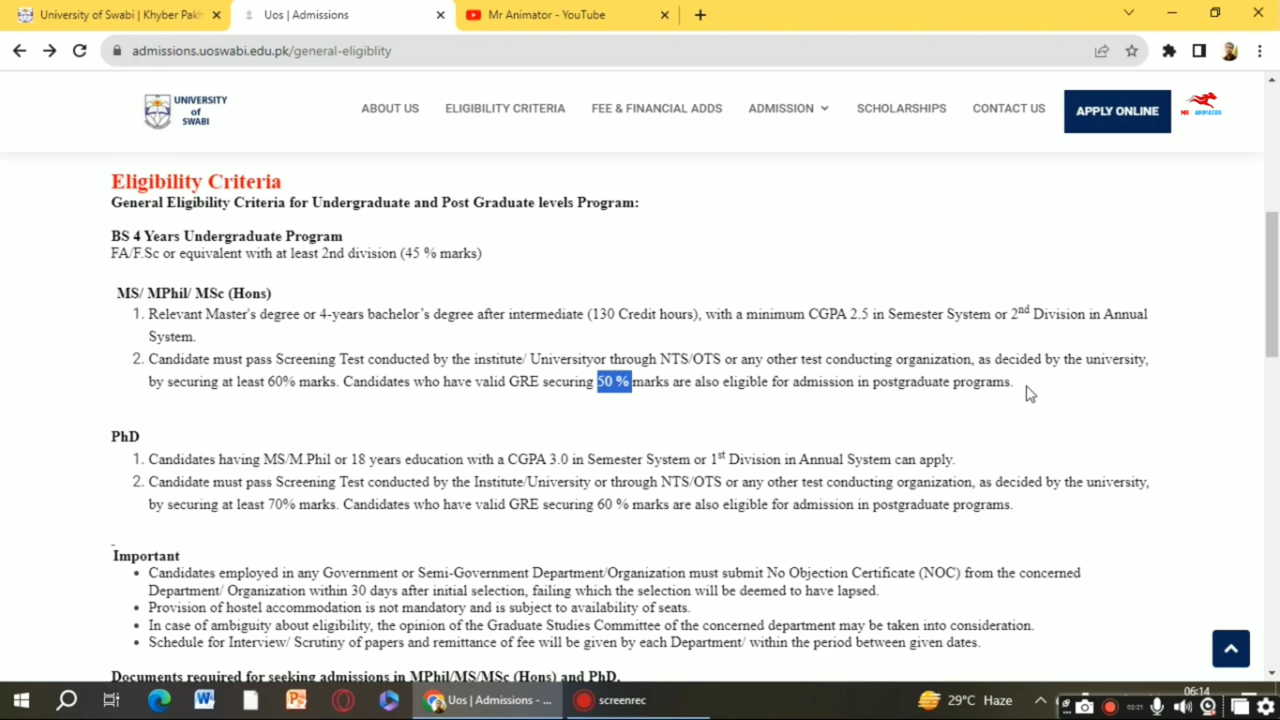 University of Swabi | Khyber Pakh
Uos | Admissions
Mr Animator - YouTube
admissions.uoswabi.edu.pk/general-eligiblity
UNIVERSITY
of
SWABI
ABOUT US
ELIGIBILITY CRITERIA
FEE & FINANCIAL ADDS
ADMISSION
SCHOLARSHIPS
CONTACT US
APPLY ONLINE
MR ANIMATER
Eligibility Criteria
General Eligibility Criteria for Undergraduate and Post Graduate levels Program:
BS 4 Years Undergraduate Program
FA/F.Sc or equivalent with at least 2nd division (45 % marks)
MS/ MPhil/ MSc (Hons)
1. Relevant Master's degree or 4-years bachelor's degree after intermediate (130 Credit hours), with a minimum CGPA 2.5 in Semester System or 2nd Division in Annual
System.
2. Candidate must pass Screening Test conducted by the institute/ Universityor through NTS/OTS or any other test conducting organization, as decided by the university,
by securing at least 60% marks. Candidates who have valid GRE securing 50 % marks are also eligible for admission in postgraduate programs.
PhD
1. Candidates having MS/M.Phil or 18 years education with a CGPA 3.0 in Semester System or 1st Division in Annual System can apply.
2. Candidate must pass Screening Test conducted by the Institute/University or through NTS/OTS or any other test conducting organization, as decided by the university,
by securing at least 70% marks. Candidates who have valid GRE securing 60 % marks are also eligible for admission in postgraduate programs.
Important
• Candidates employed in any Government or Semi-Government Department/Organization must submit No Objection Certificate (NOC) from the concerned
Department/ Organization within 30 days after initial selection, failing which the selection will be deemed to have lapsed.
• Provision of hostel accommodation is not mandatory and is subject to availability of seats.
• In case of ambiguity about eligibility, the opinion of the Graduate Studies Committee of the concerned department may be taken into consideration.
• Schedule for Interview/ Scrutiny of papers and remittance of fee will be given by each Department/ within the period between given dates.
Documents required for seeking admissions in MPhil/MS/MSc (Hons) and PhD.
Uos | Admissions - ...
screenrec
29°C Haze
06:14
02:21